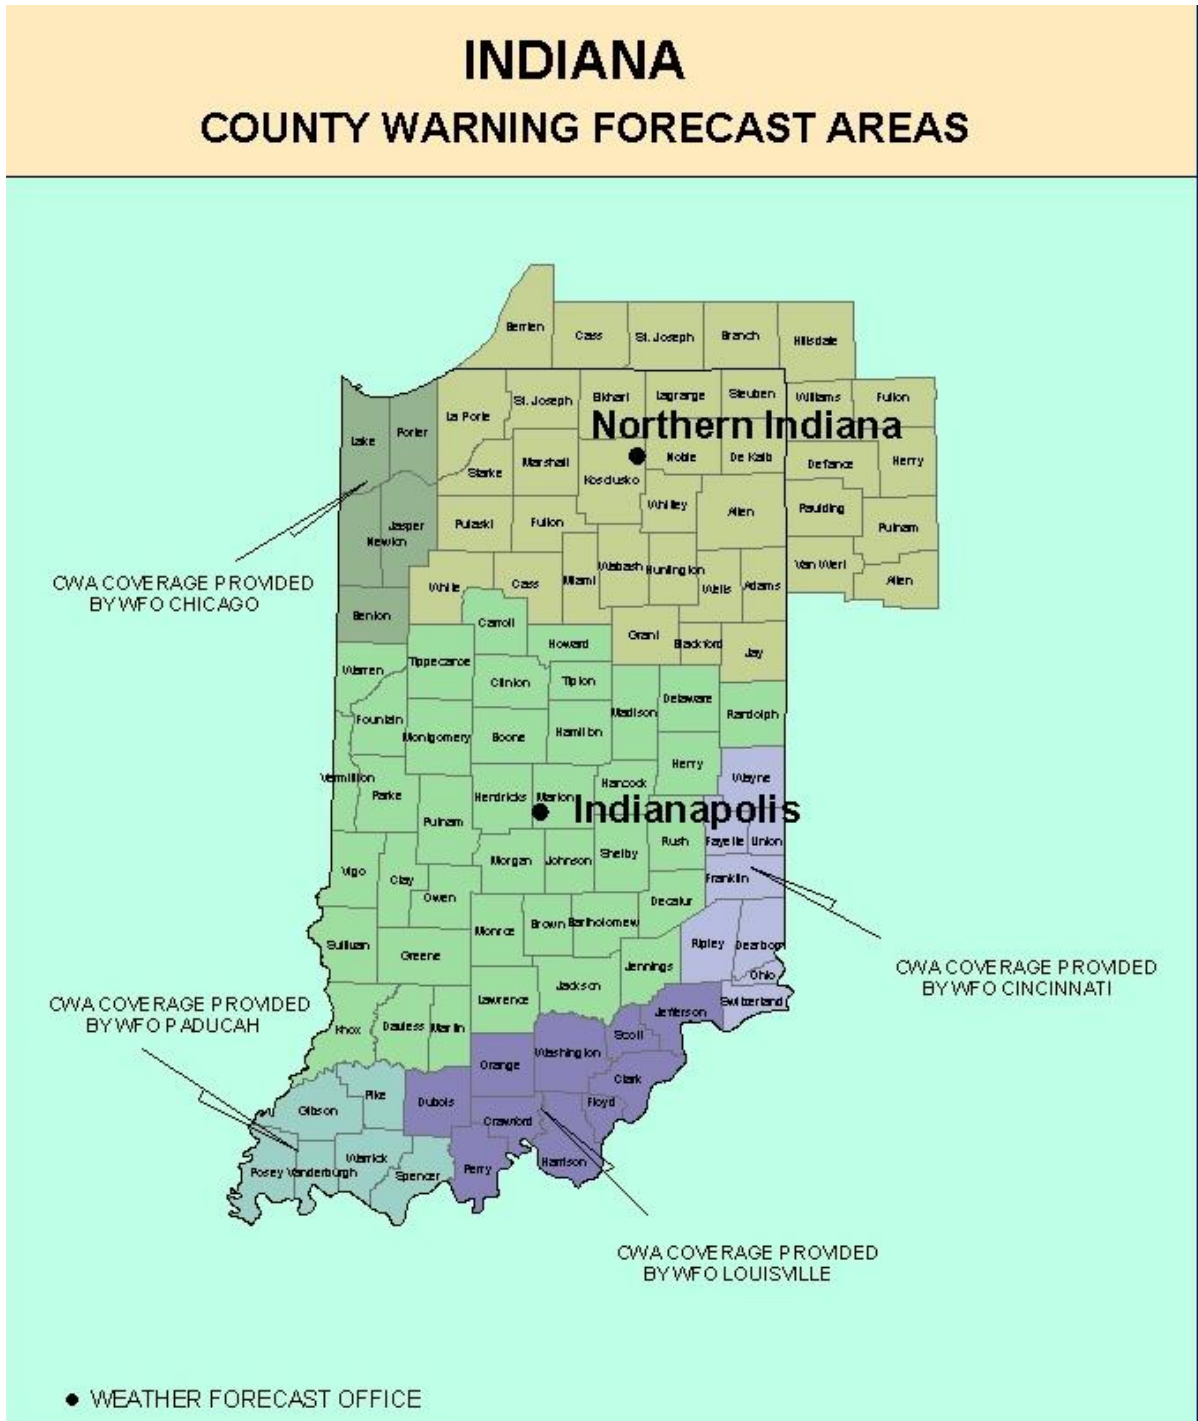 INDIANA
COUNTY WARNING FORECAST AREAS
Berrien
Cass
St. Joseph
Branch
Hillsdale
La Porte
St. Joseph
Elkhart
Lagrange
Steuben
Williams
Fulton
Northern Indiana
Lake
Porter
Starke
Marshall
Kosciusko
Noble
De Kalb
Defiance
Henry
Whitley
Allen
Paulding
Putnam
Jasper
Newton
Pulaski
Fulton
CWA COVERAGE PROVIDED
BY WFO CHICAGO
White
Cass
Miami
Wabash
Huntington
Wells
Adams
Van Wert
Allen
Benton
Carroll
Howard
Grant
Blackford
Jay
Warren
Tippecanoe
Clinton
Tipton
Madison
Delaware
Randolph
Fountain
Montgomery
Boone
Hamilton
Henry
Wayne
Vermillion
Parke
Putnam
Hendricks
Marion
Hancock
Indianapolis
Rush
Fayette
Union
Vigo
Clay
Owen
Morgan
Johnson
Shelby
Franklin
Decatur
Sullivan
Greene
Monroe
Brown
Bartholomew
Jennings
Ripley
Dearborn
Ohio
Switzerland
CWA COVERAGE PROVIDED
BY WFO CINCINNATI
Knox
Daviess
Martin
Lawrence
Jackson
Jefferson
Scott
CWA COVERAGE PROVIDED
BY WFO PADUCAH
Orange
Washington
Clark
Floyd
Gibson
Pike
Dubois
Crawford
Harrison
Posey
Vanderburgh
Warrick
Spencer
Perry
CWA COVERAGE PROVIDED
BY WFO LOUISVILLE
WEATHER FORECAST OFFICE